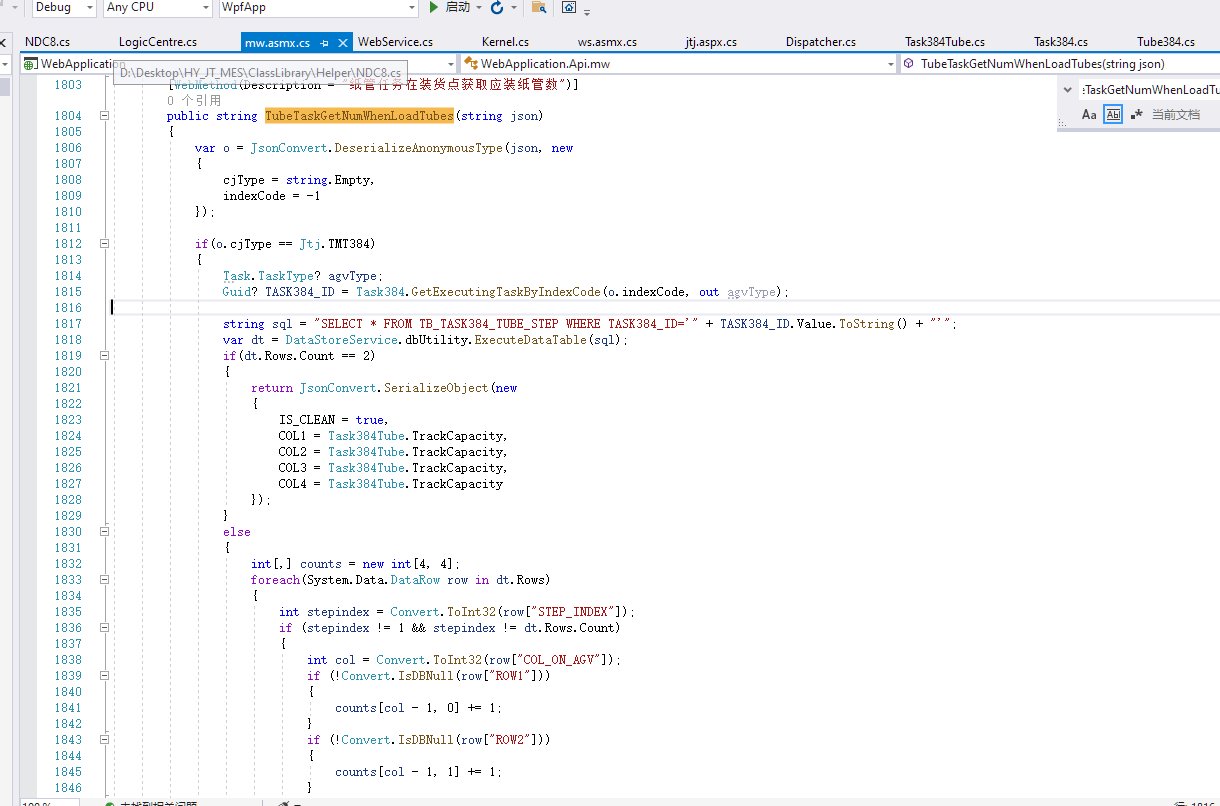 Debug Any CPU WpfApp 启动
NDC8.cs LogicCentre.cs mw.asmx.cs WebService.cs Kernel.cs ws.asmx.cs jtj.aspx.cs Dispatcher.cs Task384Tube.cs Task384.cs Tube384.cs
WebApplication WebApplication.Api.mw TubeTaskGetNumWhenLoadTubes(string json)
D:\Desktop\HY_JT_MES\ClassLibrary\Helper\NDC8.cs
:TaskGetNumWhenLoadTu
Aa Ab| .* 当前文档
1803 [WebMethod(Description = "纸管任务在装货点获取应装纸管数")]
0 个引用
1804 public string TubeTaskGetNumWhenLoadTubes(string json)
1805 {
1806 var o = JsonConvert.DeserializeAnonymousType(json, new
1807 {
1808 cjType = string.Empty,
1809 indexCode = -1
1810 });
1811
1812 if(o.cjType == Jtj.TMT384)
1813 {
1814 Task.TaskType? agvType;
1815 Guid? TASK384_ID = Task384.GetExecutingTaskByIndexCode(o.indexCode, out agvType);
1816
1817 string sql = "SELECT * FROM TB_TASK384_TUBE_STEP WHERE TASK384_ID='" + TASK384_ID.Value.ToString() + "'";
1818 var dt = DataStoreService.dbUtility.ExecuteDataTable(sql);
1819 if(dt.Rows.Count == 2)
1820 {
1821 return JsonConvert.SerializeObject(new
1822 {
1823 IS_CLEAN = true,
1824 COL1 = Task384Tube.TrackCapacity,
1825 COL2 = Task384Tube.TrackCapacity,
1826 COL3 = Task384Tube.TrackCapacity,
1827 COL4 = Task384Tube.TrackCapacity
1828 });
1829 }
1830 else
1831 {
1832 int[,] counts = new int[4, 4];
1833 foreach(System.Data.DataRow row in dt.Rows)
1834 {
1835 int stepindex = Convert.ToInt32(row["STEP_INDEX"]);
1836 if (stepindex != 1 && stepindex != dt.Rows.Count)
1837 {
1838 int col = Convert.ToInt32(row["COL_ON_AGV"]);
1839 if (!Convert.IsDBNull(row["ROW1"]))
1840 {
1841 counts[col - 1, 0] += 1;
1842 }
1843 if (!Convert.IsDBNull(row["ROW2"]))
1844 {
1845 counts[col - 1, 1] += 1;
1846 }